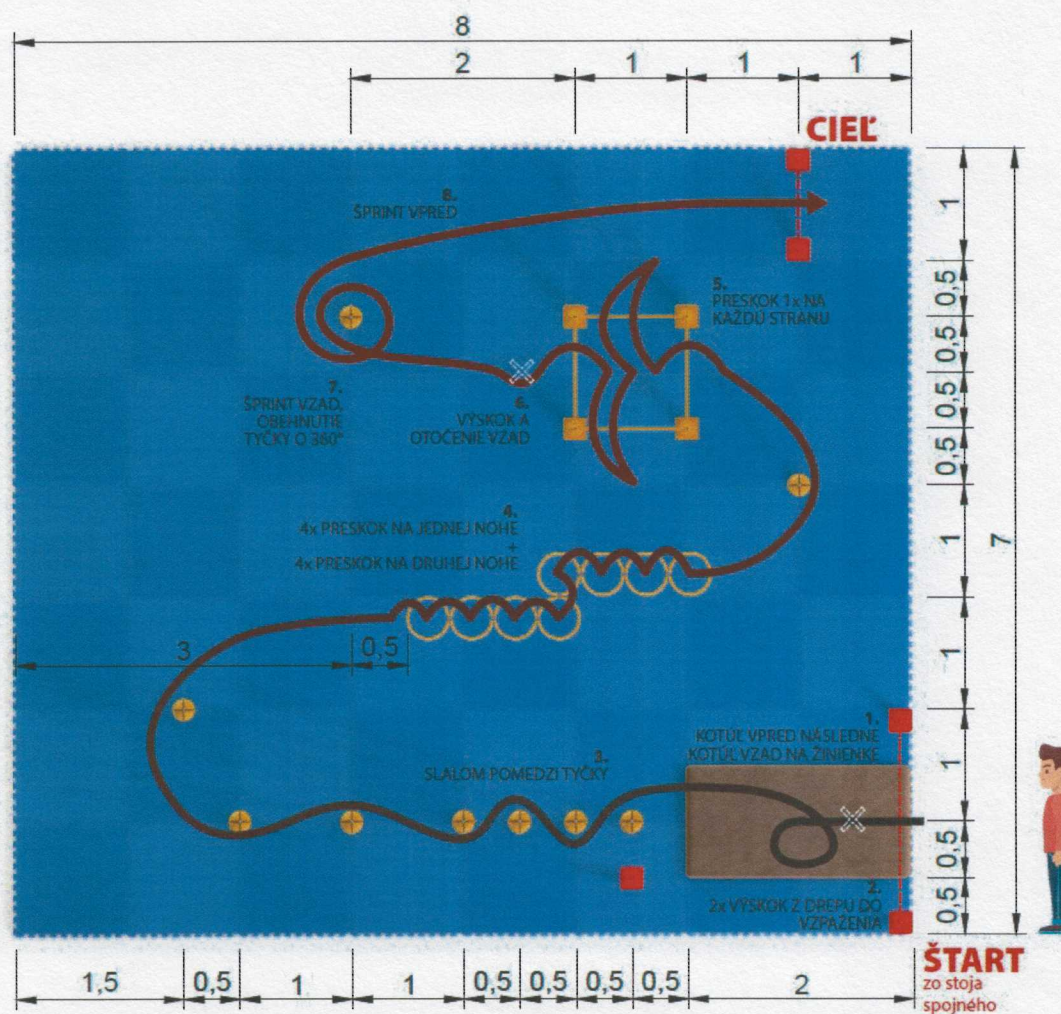 8
2
1
1
1
CIEĽ
8.
ŠPRINT VPRED
1
0,5
0,5
0,5
0,5
1
1
1
0,5
0,5
7
5.
PRESKOK 1x NA
KAŽDÚ STRANU
7.
ŠPRINT VZAD,
OBEHNUTIE
TYČKY O 360°
6.
VÝSKOK A
OTOČENIE VZAD
4.
4x PRESKOK NA JEDNEJ NOHE
+
4x PRESKOK NA DRUHEJ NOHE
3
0,5
1.
KOTÚĽ VPRED NÁSLEDNE
KOTÚĽ VZAD NA ŽINIENKE
3.
SLALOM POMEDZI TYČKY
2.
2x VÝSKOK Z DREPU DO
VZPAŽENIA
ŠTART
zo stoja
spojného
1,5
0,5
1
1
0,5
0,5
0,5
0,5
2